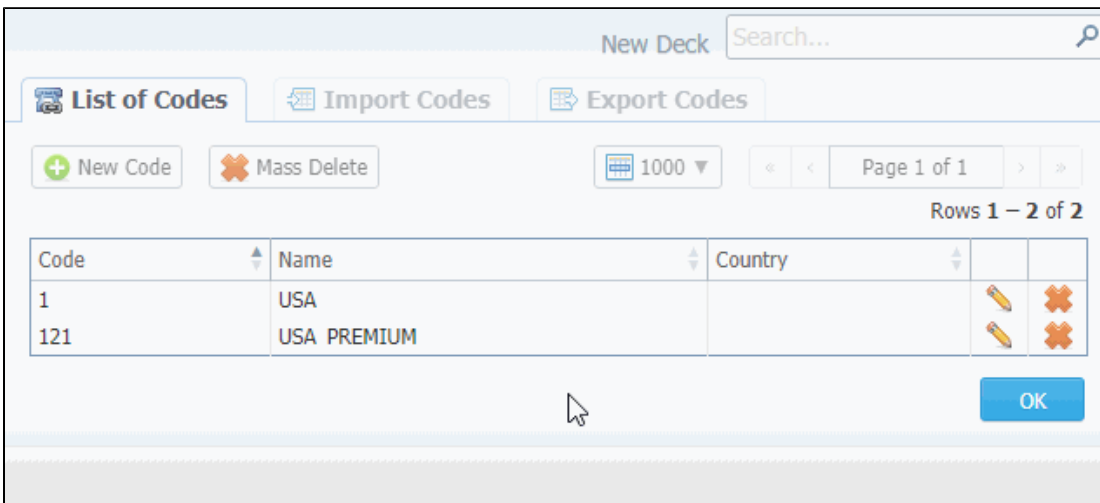 New Deck Search...
List of Codes Import Codes Export Codes
New Code Mass Delete 1000 ▼ « ‹ Page 1 of 1 › »
Rows 1 – 2 of 2
Code Name Country
1 USA
121 USA PREMIUM
OK